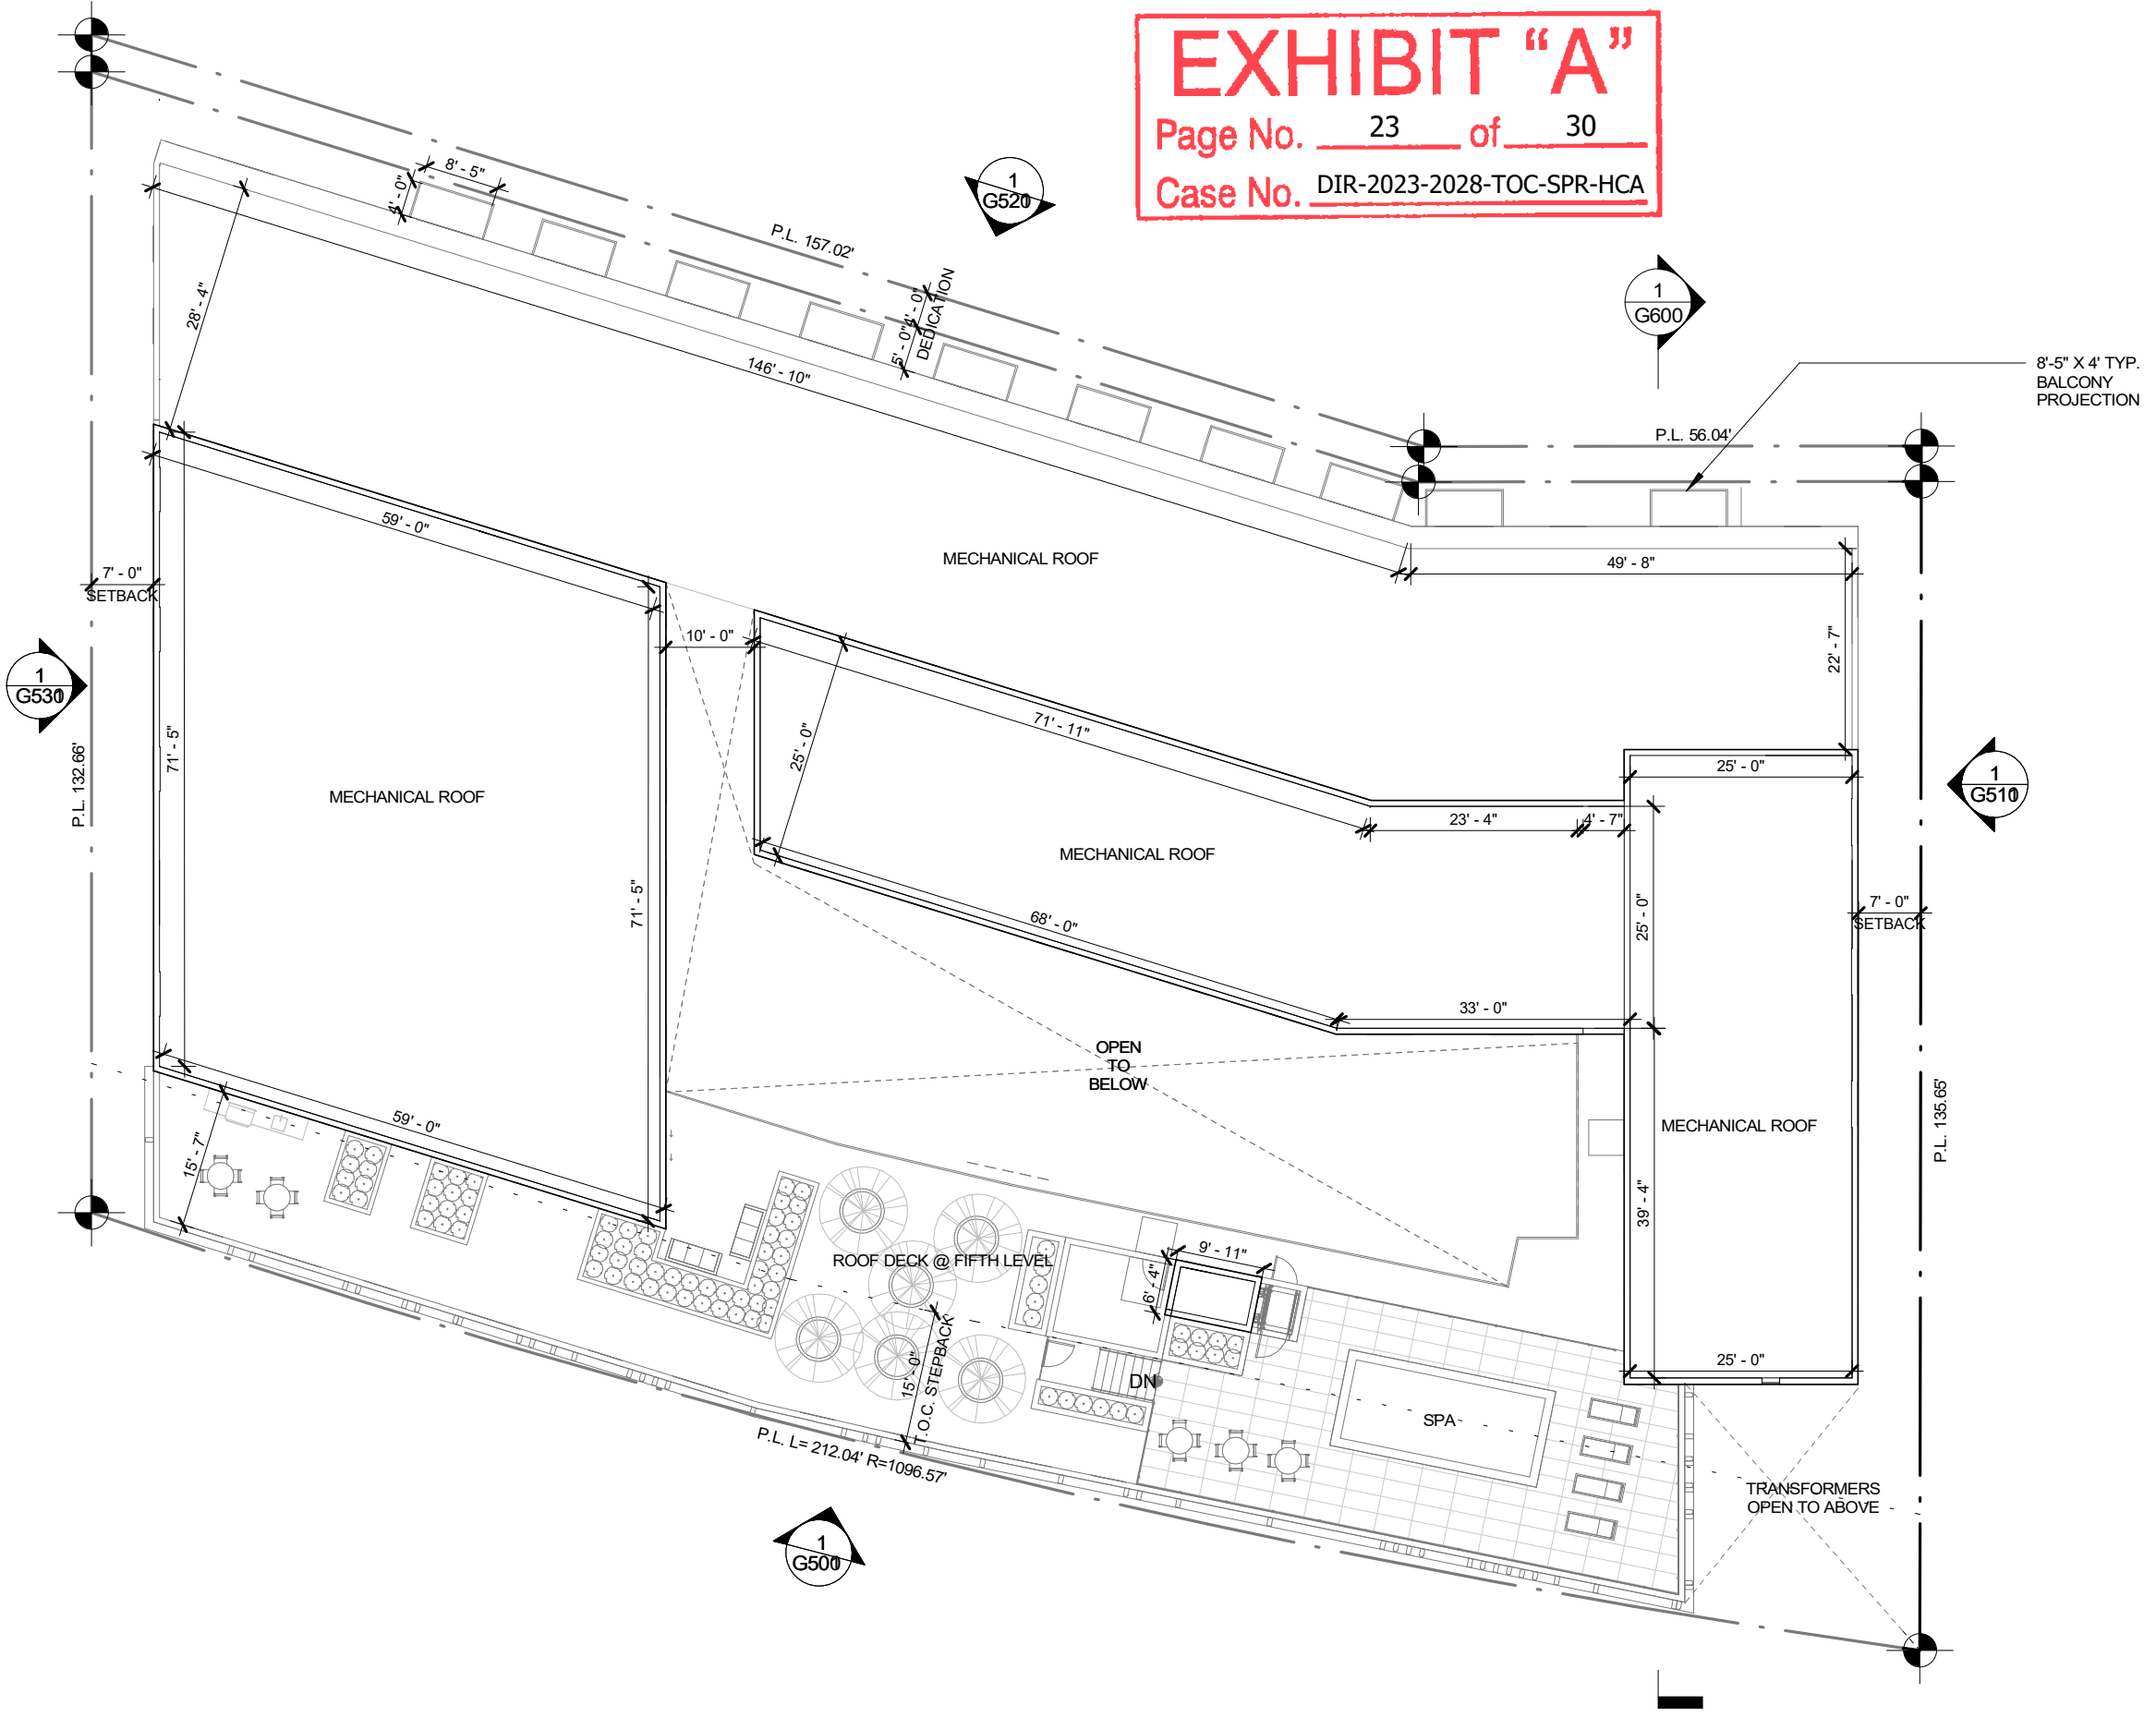 EXHIBIT “A”
Page No. 23 of 30
Case No. DIR-2023-2028-TOC-SPR-HCA
8' - 5"
4' - 0"
1
G520
P.L. 157.02'
28' - 4"
4' - 0"
5' - 0"
DEDICATION
146' - 10"
1
G600
8'-5" X 4' TYP.
BALCONY
PROJECTION
P.L. 56.04'
59' - 0"
MECHANICAL ROOF
49' - 8"
7' - 0"
SETBACK
10' - 0"
22' - 7"
1
G530
P.L. 132.66'
71' - 5"
25' - 0"
71' - 11"
25' - 0"
MECHANICAL ROOF
23' - 4"
4' - 7"
1
G510
MECHANICAL ROOF
71' - 5"
68' - 0"
25' - 0"
7' - 0"
SETBACK
33' - 0"
OPEN
TO
BELOW
59' - 0"
15' - 7"
MECHANICAL ROOF
P.L. 135.65'
39' - 4"
ROOF DECK @ FIFTH LEVEL
9' - 11"
6' - 4"
15' - 0"
T.O.C. STEPBACK
DN
25' - 0"
SPA
P.L. L= 212.04' R=1096.57'
TRANSFORMERS
OPEN TO ABOVE
1
G500